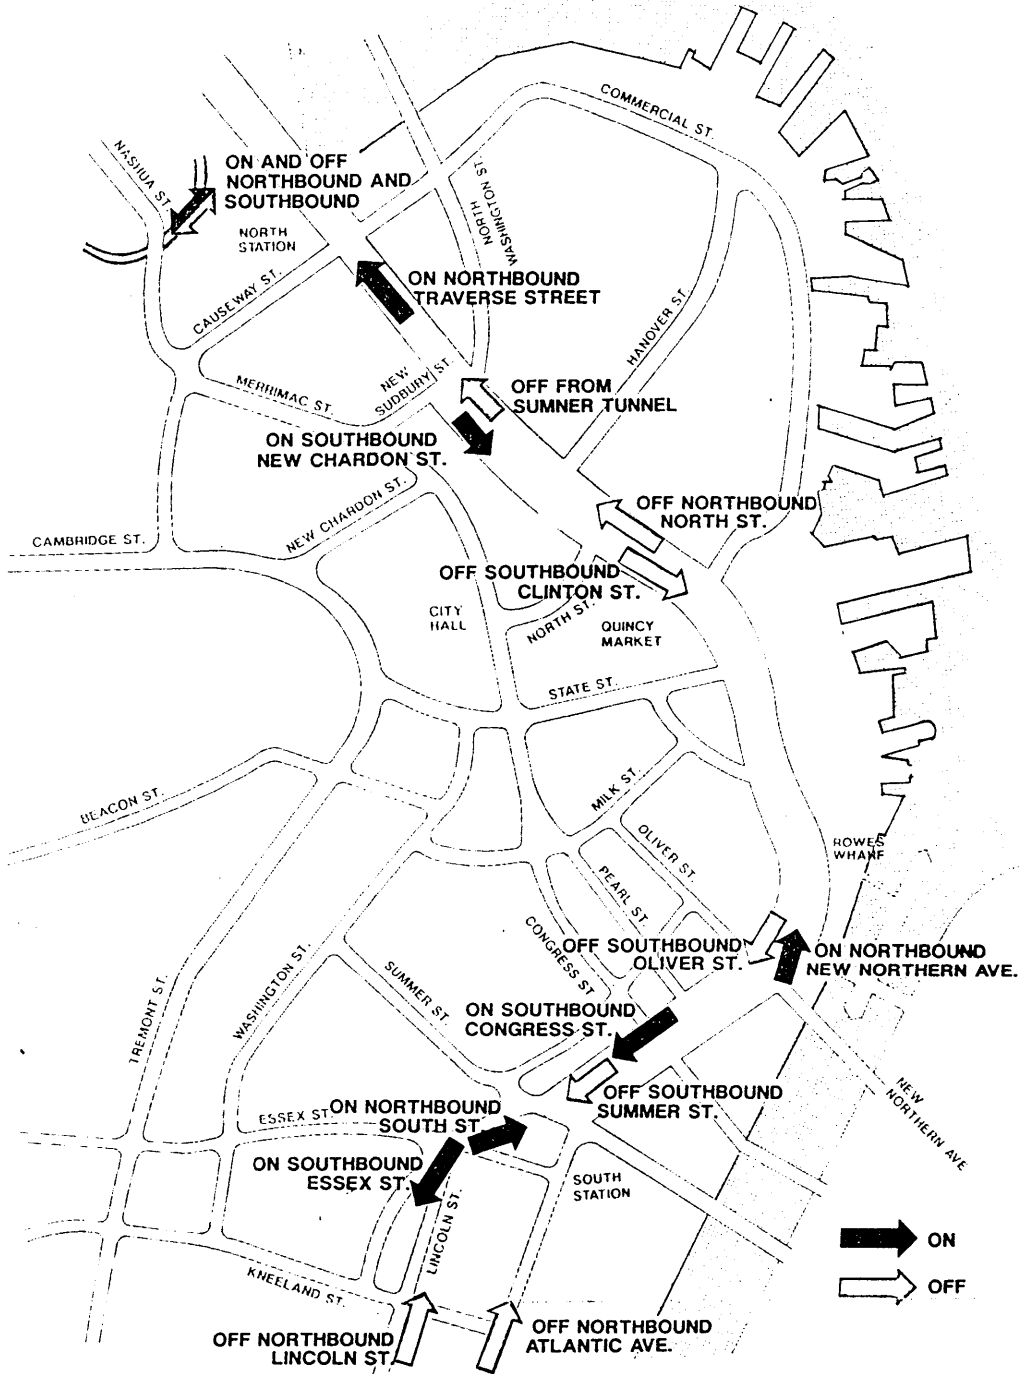 COMMERCIAL ST.
NASHUA ST.
ON AND OFF
NORTHBOUND AND
SOUTHBOUND
NORTH
STATION
NORTH
WASHINGTON ST.
CAUSEWAY ST.
ON NORTHBOUND
TRAVERSE STREET
HANOVER ST.
MERRIMAC ST.
NEW
SUDBURY ST.
OFF FROM
SUMNER TUNNEL
ON SOUTHBOUND
NEW CHARDON ST.
NEW CHARDON ST.
OFF NORTHBOUND
NORTH ST.
CAMBRIDGE ST.
OFF SOUTHBOUND
CLINTON ST.
CITY
HALL
NORTH ST.
QUINCY
MARKET
STATE ST.
MILK ST.
BEACON ST.
OLIVER ST.
ROWES
WHARF
PEARL ST.
CONGRESS ST.
OFF SOUTHBOUND
OLIVER ST.
ON NORTHBOUND
NEW NORTHERN AVE.
SUMMER ST.
WASHINGTON ST.
TREMONT ST.
ON SOUTHBOUND
CONGRESS ST.
OFF SOUTHBOUND
SUMMER ST.
NEW
NORTHERN AVE
ESSEX ST.
ON NORTHBOUND
SOUTH ST.
ON SOUTHBOUND
ESSEX ST.
SOUTH
STATION
LINCOLN ST.
ON
OFF
KNEELAND ST.
OFF NORTHBOUND
LINCOLN ST.
OFF NORTHBOUND
ATLANTIC AVE.